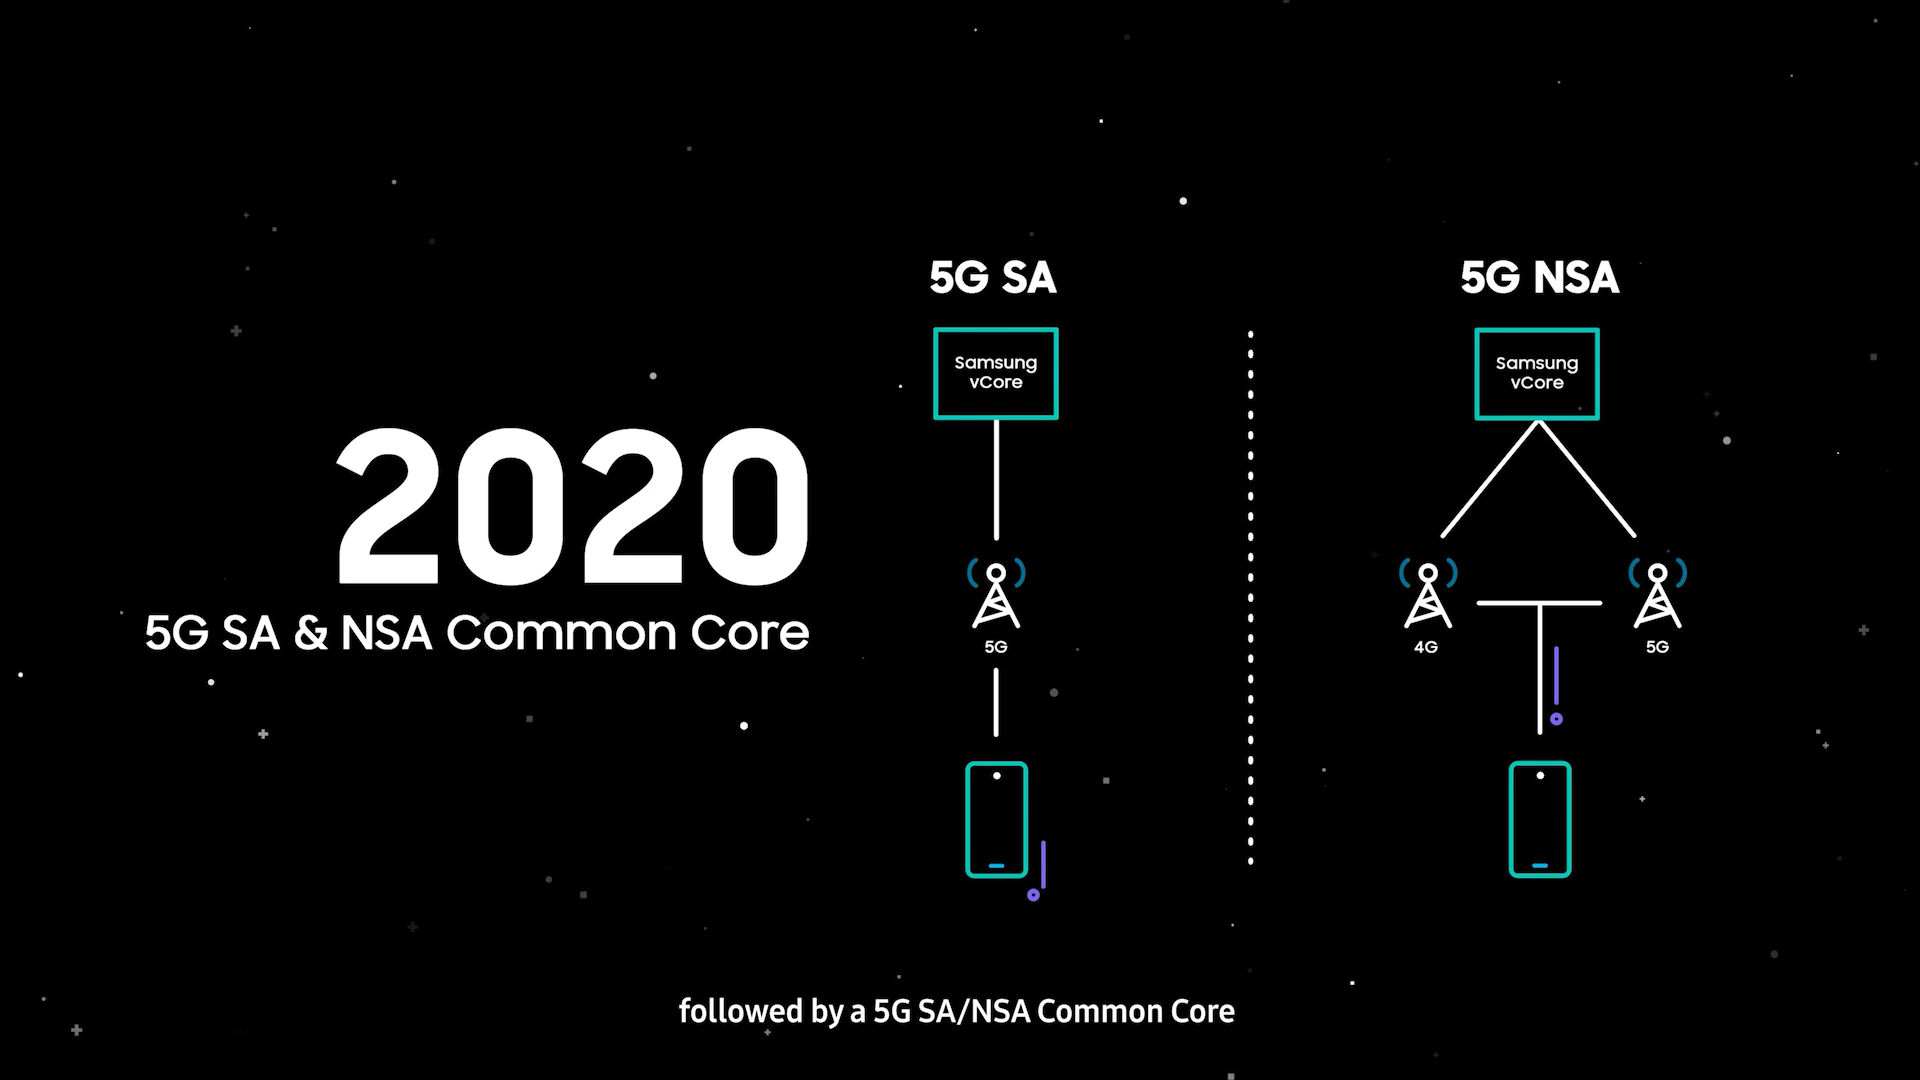 2020
5G SA & NSA Common Core
5G SA
Samsung
vCore
5G
5G NSA
Samsung
vCore
4G
5G
followed by a 5G SA/NSA Common Core